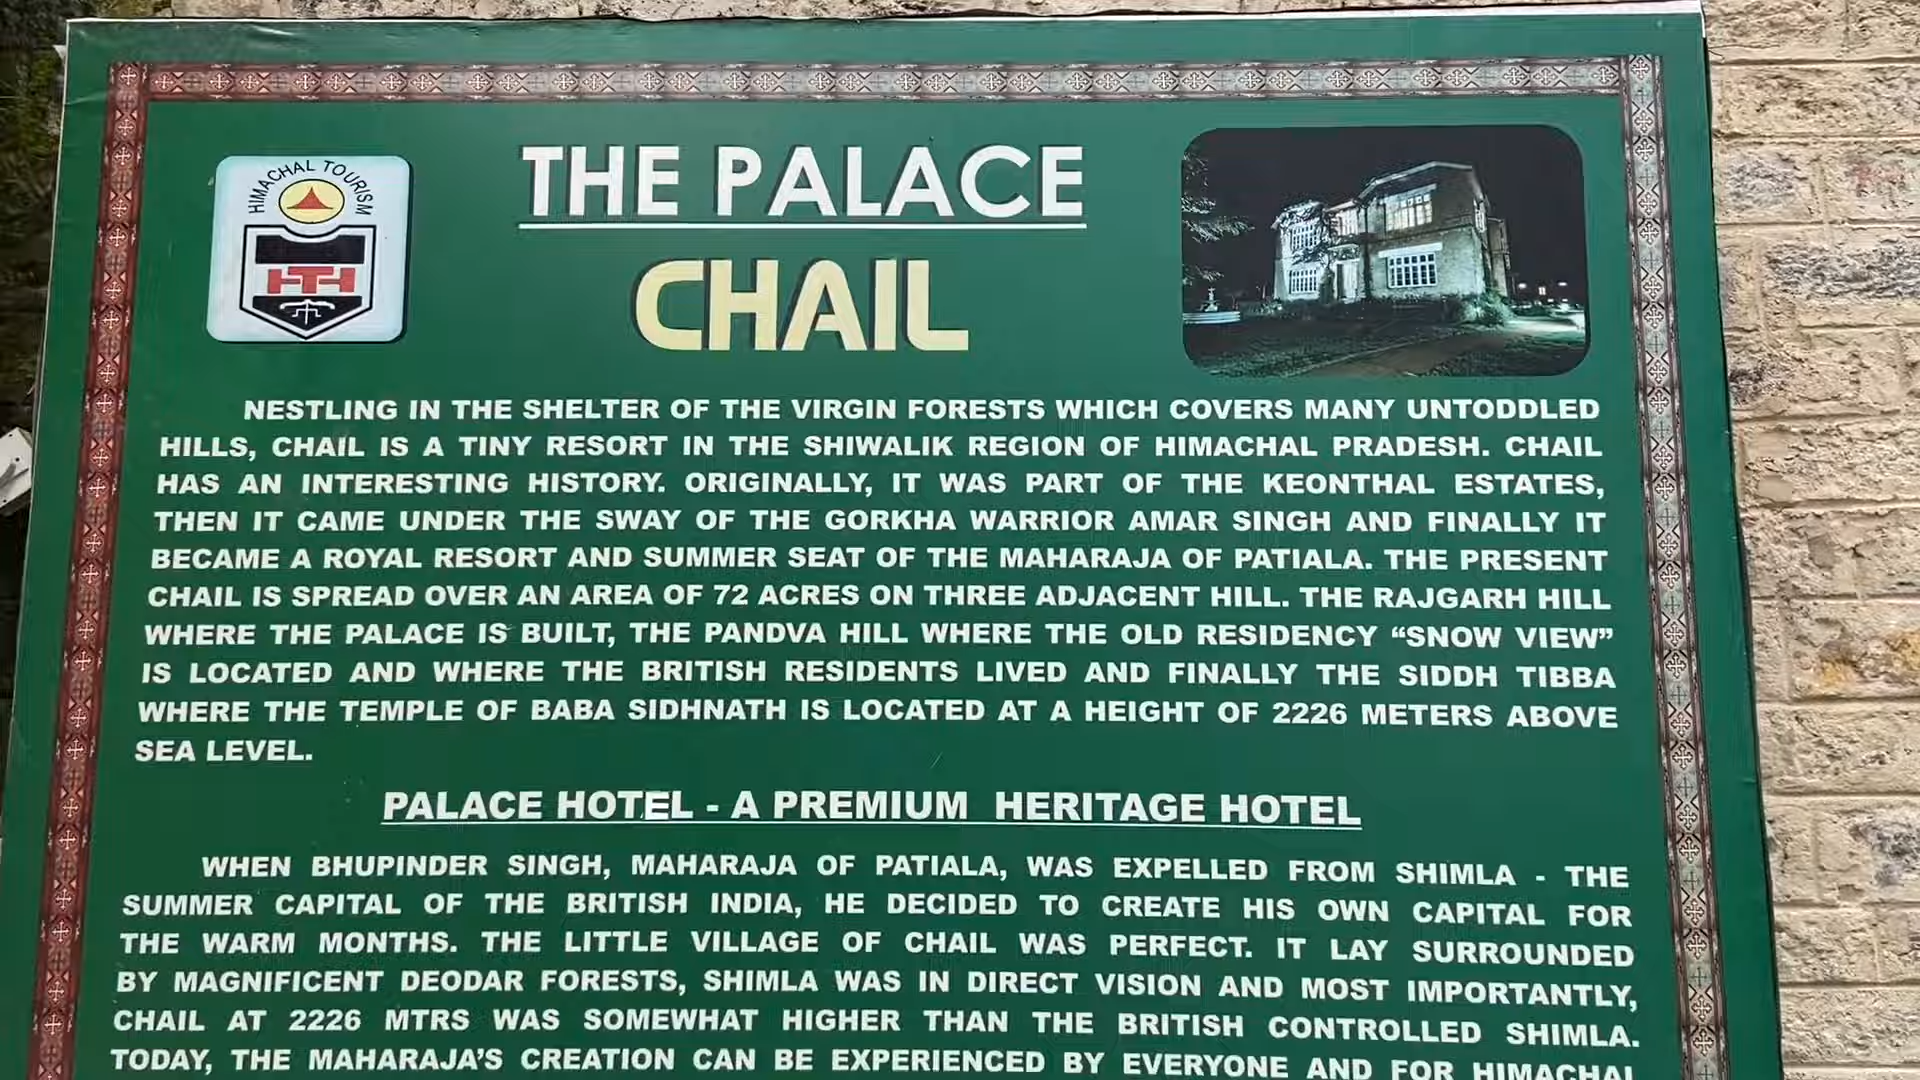 HIMACHAL TOURISM
HTH
THE PALACE
CHAIL
NESTLING IN THE SHELTER OF THE VIRGIN FORESTS WHICH COVERS MANY UNTODDLED
HILLS, CHAIL IS A TINY RESORT IN THE SHIWALIK REGION OF HIMACHAL PRADESH. CHAIL
HAS AN INTERESTING HISTORY. ORIGINALLY, IT WAS PART OF THE KEONTHAL ESTATES,
THEN IT CAME UNDER THE SWAY OF THE GORKHA WARRIOR AMAR SINGH AND FINALLY IT
BECAME A ROYAL RESORT AND SUMMER SEAT OF THE MAHARAJA OF PATIALA. THE PRESENT
CHAIL IS SPREAD OVER AN AREA OF 72 ACRES ON THREE ADJACENT HILL. THE RAJGARH HILL
WHERE THE PALACE IS BUILT, THE PANDVA HILL WHERE THE OLD RESIDENCY “SNOW VIEW”
IS LOCATED AND WHERE THE BRITISH RESIDENTS LIVED AND FINALLY THE SIDDH TIBBA
WHERE THE TEMPLE OF BABA SIDHNATH IS LOCATED AT A HEIGHT OF 2226 METERS ABOVE
SEA LEVEL.
PALACE HOTEL - A PREMIUM HERITAGE HOTEL
WHEN BHUPINDER SINGH, MAHARAJA OF PATIALA, WAS EXPELLED FROM SHIMLA - THE
SUMMER CAPITAL OF THE BRITISH INDIA, HE DECIDED TO CREATE HIS OWN CAPITAL FOR
THE WARM MONTHS. THE LITTLE VILLAGE OF CHAIL WAS PERFECT. IT LAY SURROUNDED
BY MAGNIFICENT DEODAR FORESTS, SHIMLA WAS IN DIRECT VISION AND MOST IMPORTANTLY,
CHAIL AT 2226 MTRS WAS SOMEWHAT HIGHER THAN THE BRITISH CONTROLLED SHIMLA.
TODAY, THE MAHARAJA’S CREATION CAN BE EXPERIENCED BY EVERYONE AND FOR HIMACHAL